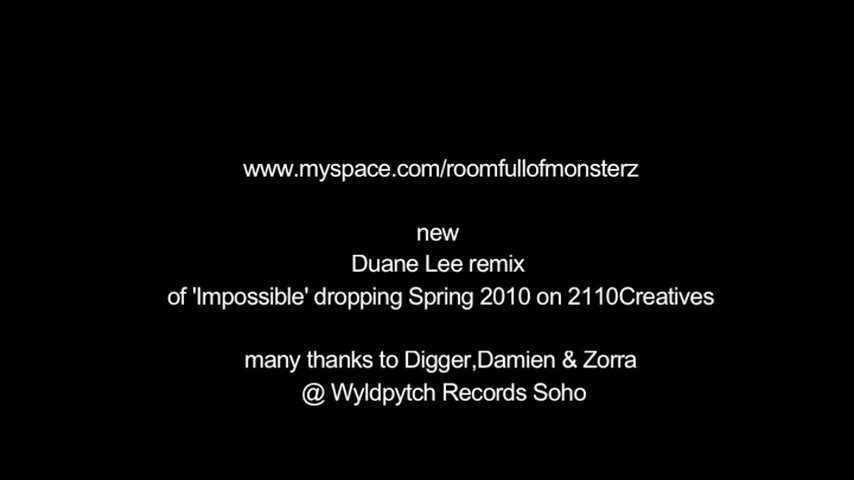 www.myspace.com/roomfullofmonsterz
new
Duane Lee remix
of 'Impossible' dropping Spring 2010 on 2110Creatives
many thanks to Digger,Damien & Zorra
@ Wyldpytch Records Soho